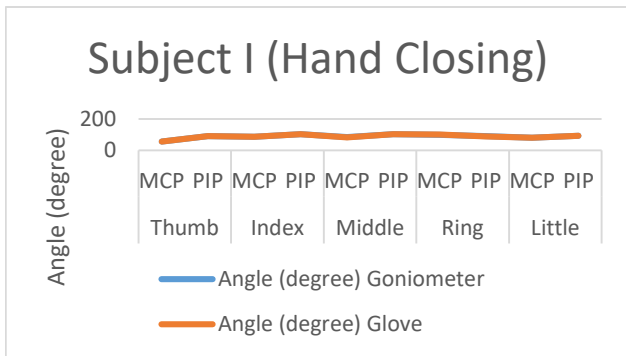 Subject I (Hand Closing)
Angle (degree)
200
0
MCP PIP MCP PIP MCP PIP MCP PIP MCP PIP
Thumb Index Middle Ring Little
Angle (degree) Goniometer
Angle (degree) Glove